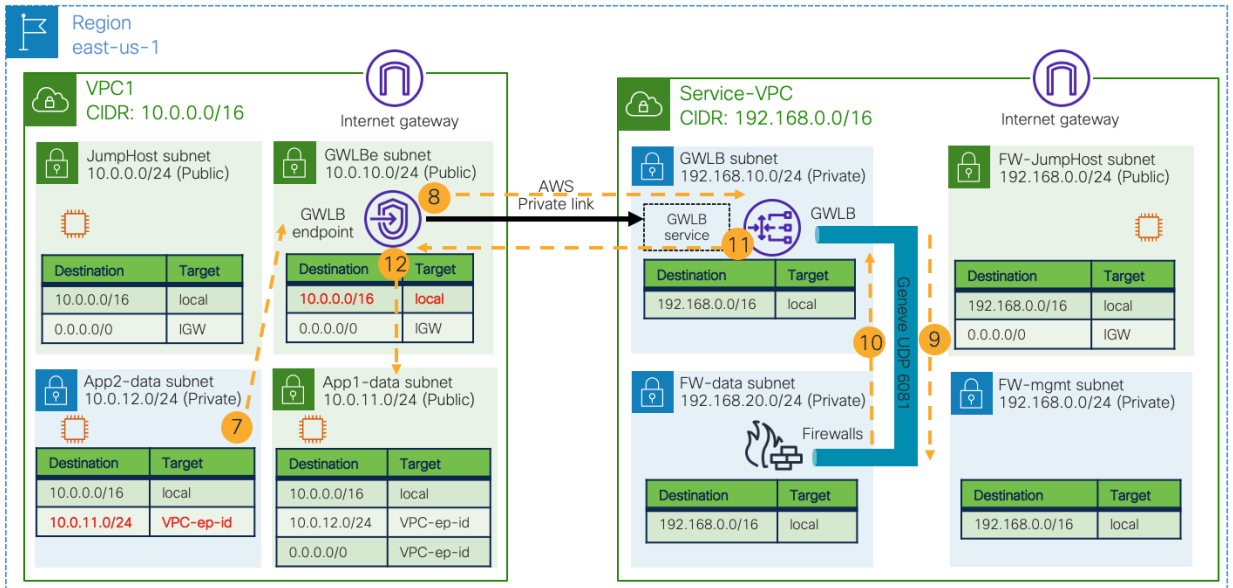 Region
east-us-1
VPC1
CIDR: 10.0.0.0/16
Internet gateway
JumpHost subnet
10.0.0.0/24 (Public)
Destination Target
10.0.0.0/16 local
0.0.0.0/0 IGW
GWLBe subnet
10.0.10.0/24 (Public)
GWLB
endpoint
8
12
Destination Target
10.0.0.0/16 local
0.0.0.0/0 IGW
App2-data subnet
10.0.12.0/24 (Private)
7
Destination Target
10.0.0.0/16 local
10.0.11.0/24 VPC-ep-id
App1-data subnet
10.0.11.0/24 (Public)
Destination Target
10.0.0.0/16 local
10.0.12.0/24 VPC-ep-id
0.0.0.0/0 VPC-ep-id
AWS
Private link
Service-VPC
CIDR: 192.168.0.0/16
Internet gateway
GWLB subnet
192.168.10.0/24 (Private)
GWLB
service
11
GWLB
Destination Target
192.168.0.0/16 local
FW-JumpHost subnet
192.168.0.0/24 (Public)
Destination Target
192.168.0.0/16 local
0.0.0.0/0 IGW
Geneve UDP 6081
10
9
FW-data subnet
192.168.20.0/24 (Private)
Firewalls
Destination Target
192.168.0.0/16 local
FW-mgmt subnet
192.168.0.0/24 (Private)
Destination Target
192.168.0.0/16 local